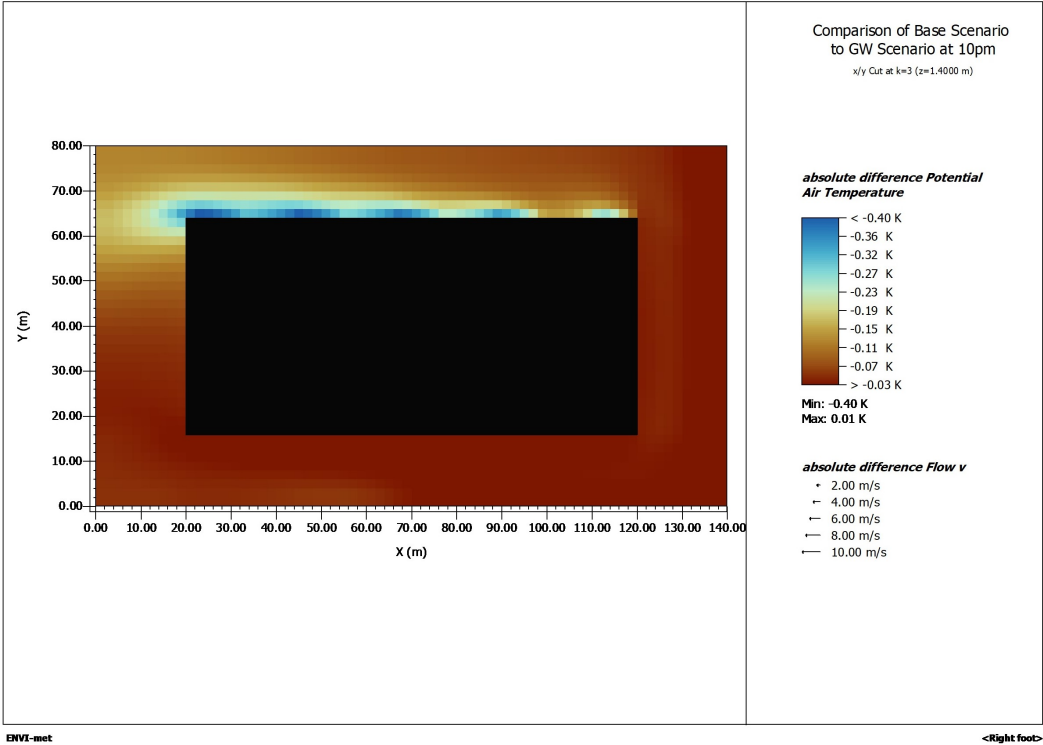 Comparison of Base Scenario
to GW Scenario at 10pm
x/y Cut at k=3 (z=1.4000 m)
80.00
70.00
60.00
50.00
40.00
30.00
20.00
10.00
0.00
Y (m)
0.00 10.00 20.00 30.00 40.00 50.00 60.00 70.00 80.00 90.00 100.00 110.00 120.00 130.00 140.00
X (m)
absolute difference Potential
Air Temperature
< -0.40 K
-0.36 K
-0.32 K
-0.27 K
-0.23 K
-0.19 K
-0.15 K
-0.11 K
-0.07 K
> -0.03 K
Min: -0.40 K
Max: 0.01 K
absolute difference Flow v
2.00 m/s
4.00 m/s
6.00 m/s
8.00 m/s
10.00 m/s
ENVI-met
<Right foot>